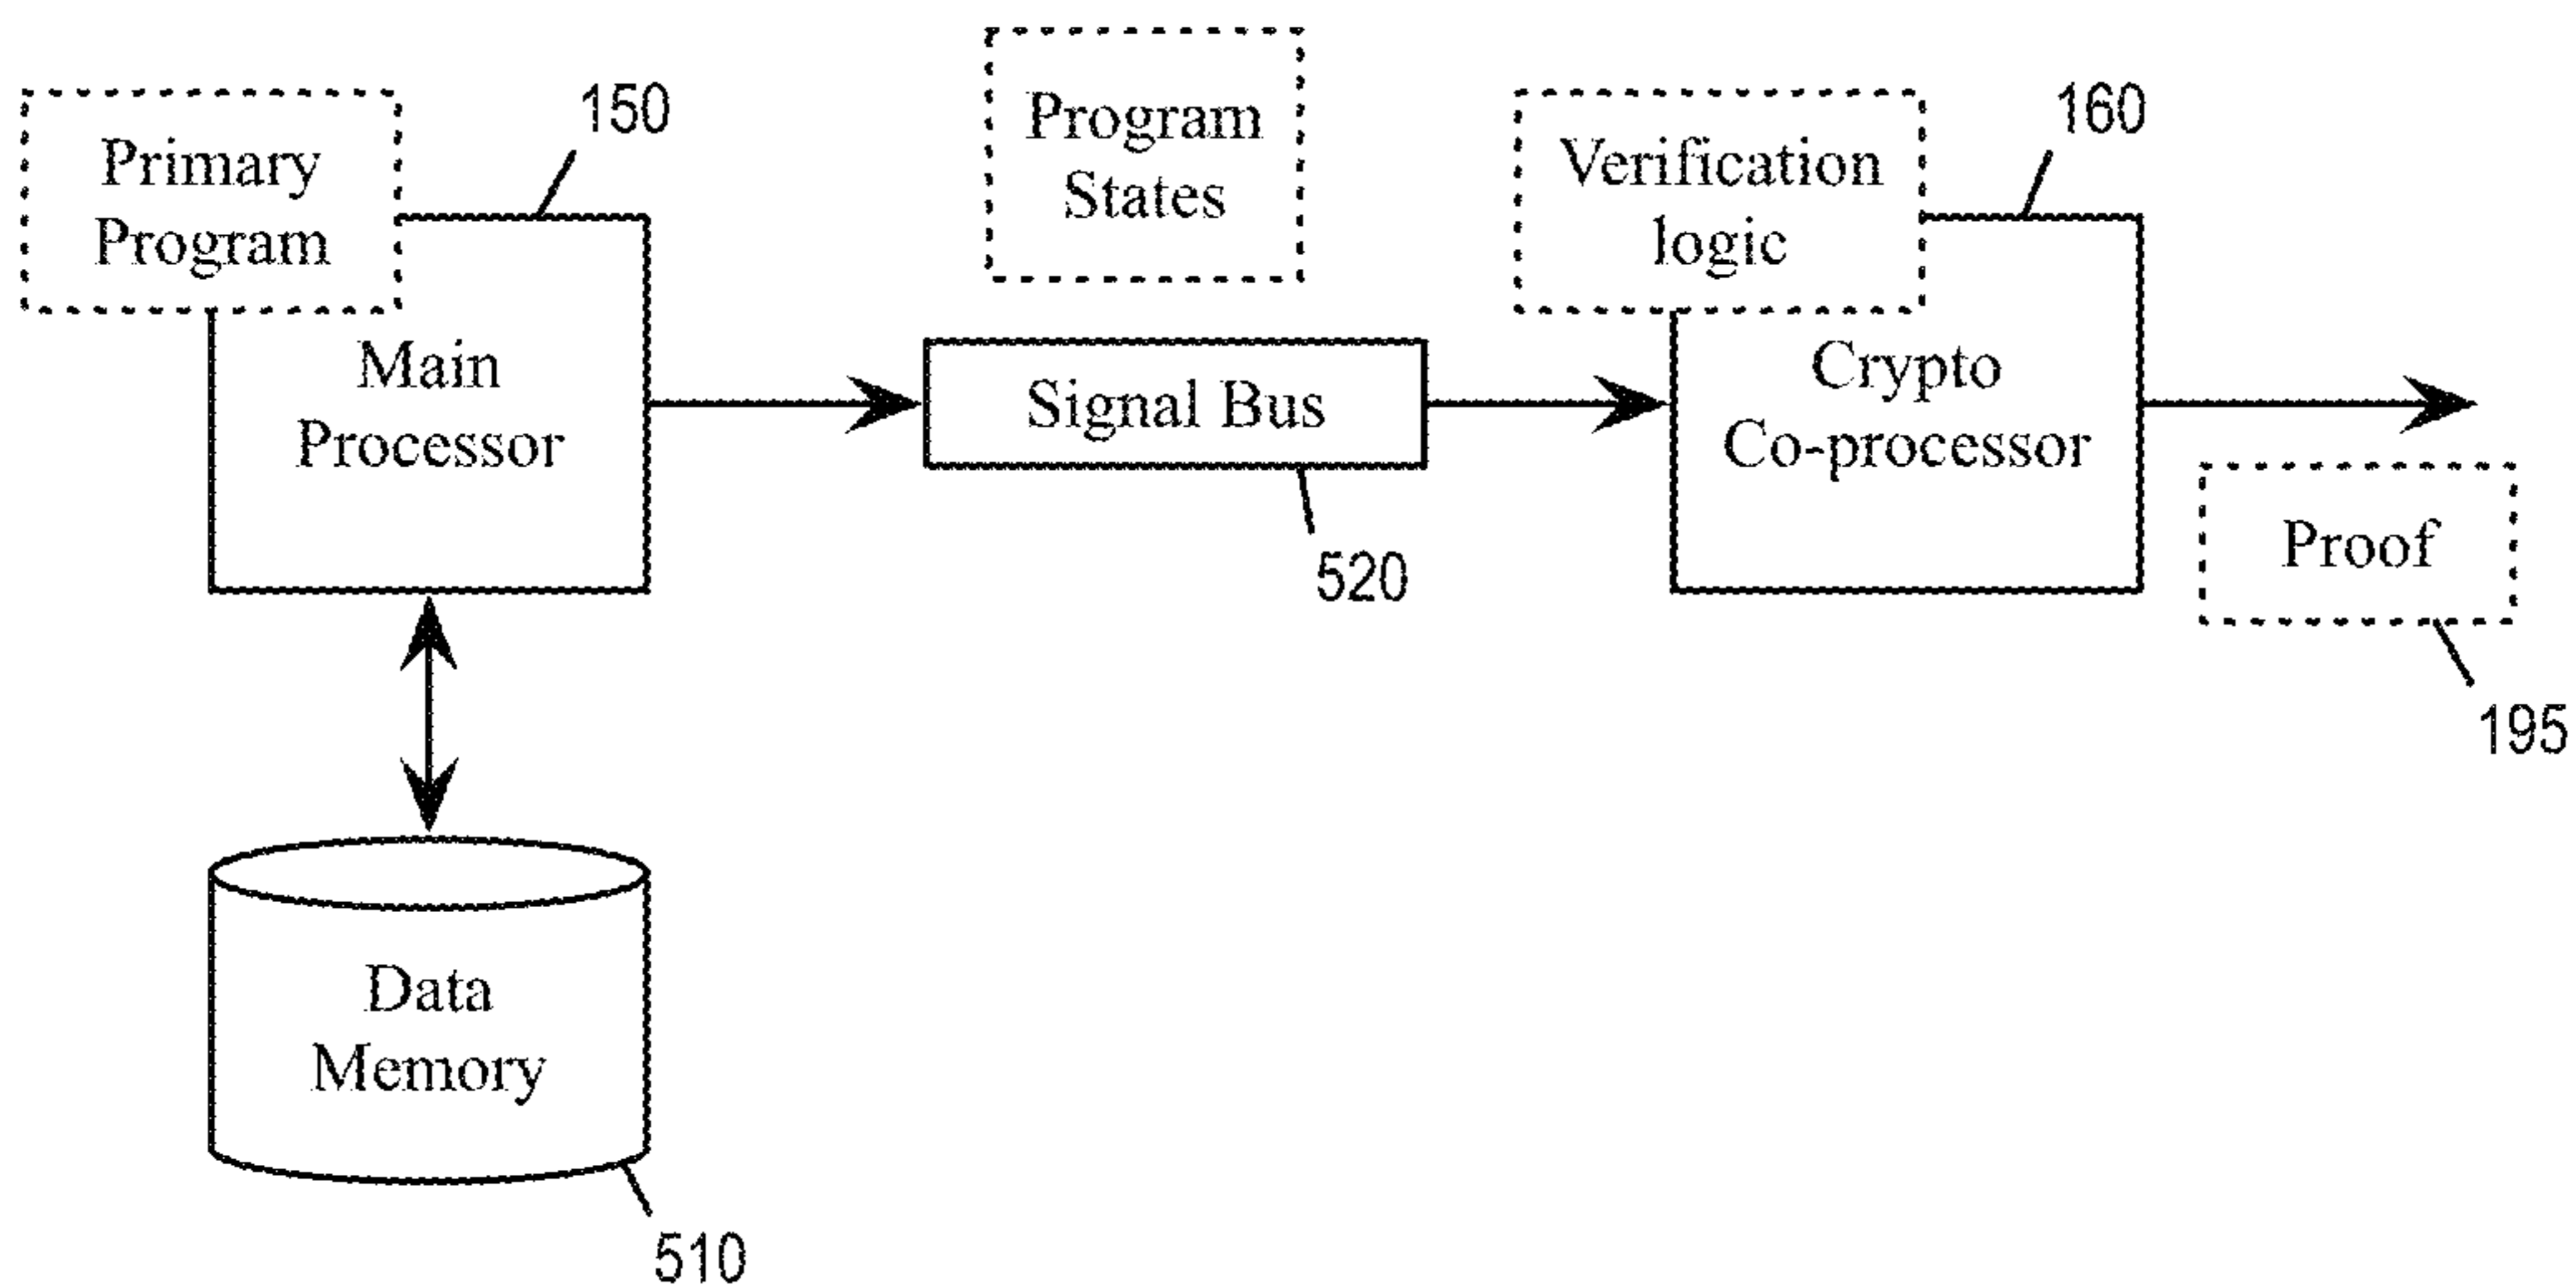 Primary
Program
150
Main
Processor
Program
States
Signal Bus
520
Verification
logic
160
Crypto
Co-processor
Proof
195
Data
Memory
510